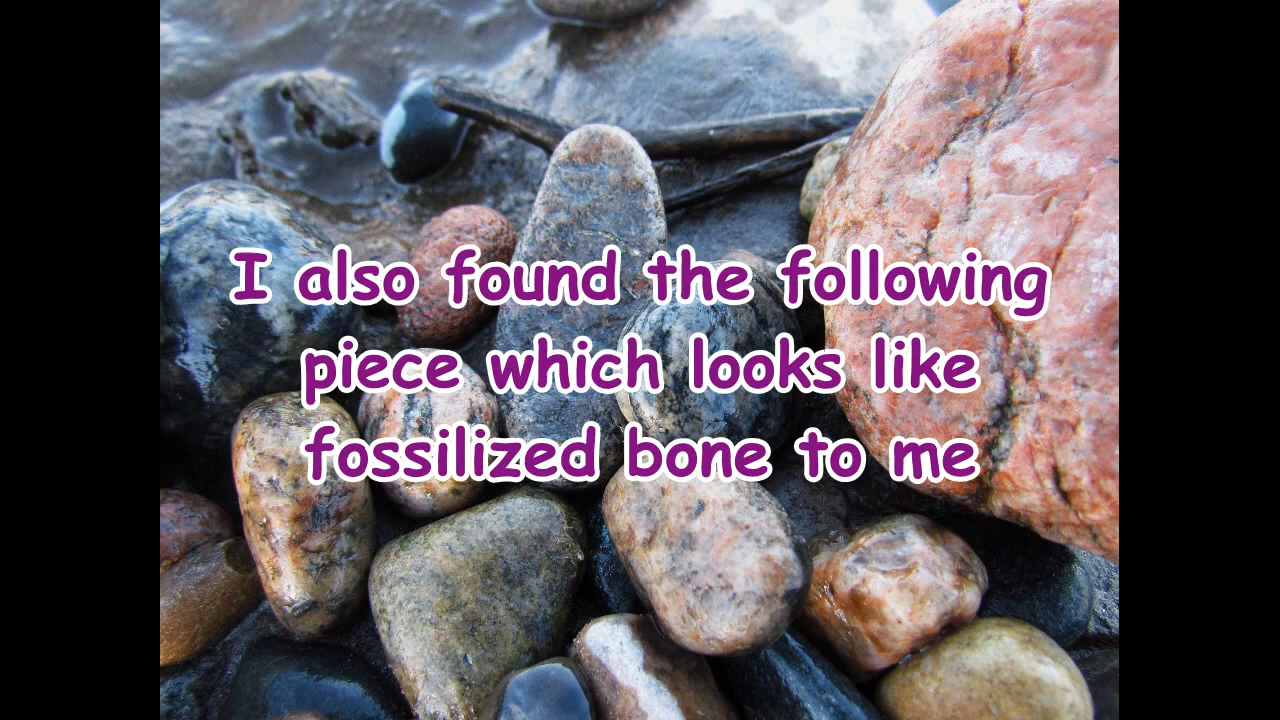 I also found the following
piece which looks like
fossilized bone to me